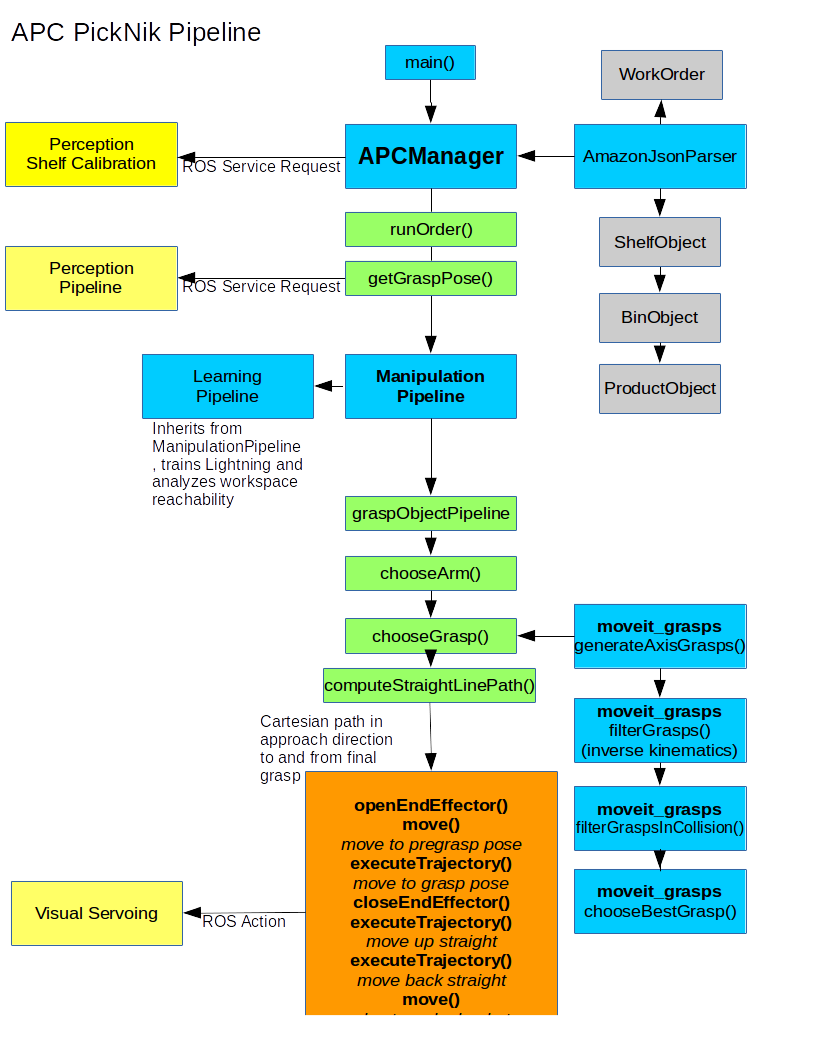 APC PickNik Pipeline
main()
WorkOrder
Perception
Shelf Calibration
ROS Service Request
APCManager
AmazonJsonParser
runOrder()
ShelfObject
Perception
Pipeline
ROS Service Request
getGraspPose()
BinObject
Learning
Pipeline
Manipulation
Pipeline
ProductObject
Inherits from
ManipulationPipeline
, trains Lightning and
analyzes workspace
reachability
graspObjectPipeline
chooseArm()
chooseGrasp()
moveit_grasps
generateAxisGrasps()
computeStraightLinePath()
Cartesian path in
approach direction
to and from final
grasp
moveit_grasps
filterGrasps()
(inverse kinematics)
moveit_grasps
filterGraspsInCollision()
moveit_grasps
chooseBestGrasp()
openEndEffector()
move()
move to pregrasp pose
executeTrajectory()
move to grasp pose
closeEndEffector()
executeTrajectory()
move up straight
executeTrajectory()
move back straight
move()
Visual Servoing
ROS Action